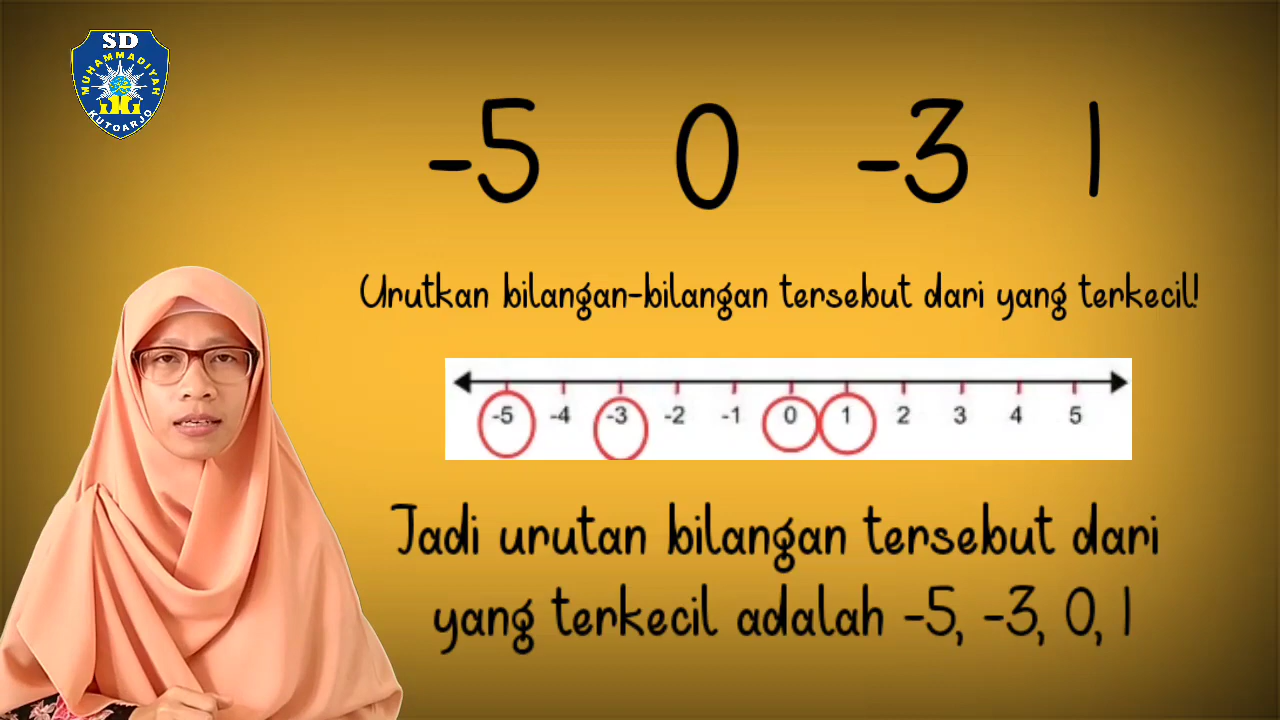 SD
MUHAMMADIYAH
KUTOARJO
-5 0 -3 1
Urutkan bilangan-bilangan tersebut dari yang terkecil!
-5 -4 -3 -2 -1 0 1 2 3 4 5
Jadi urutan bilangan tersebut dari
yang terkecil adalah -5, -3, 0, 1